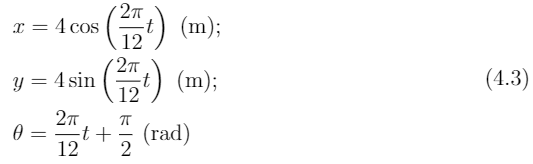 x = 4 cos (2π/12 t) (m);
y = 4 sin (2π/12 t) (m); (4.3)
θ = 2π/12 t + π/2 (rad)